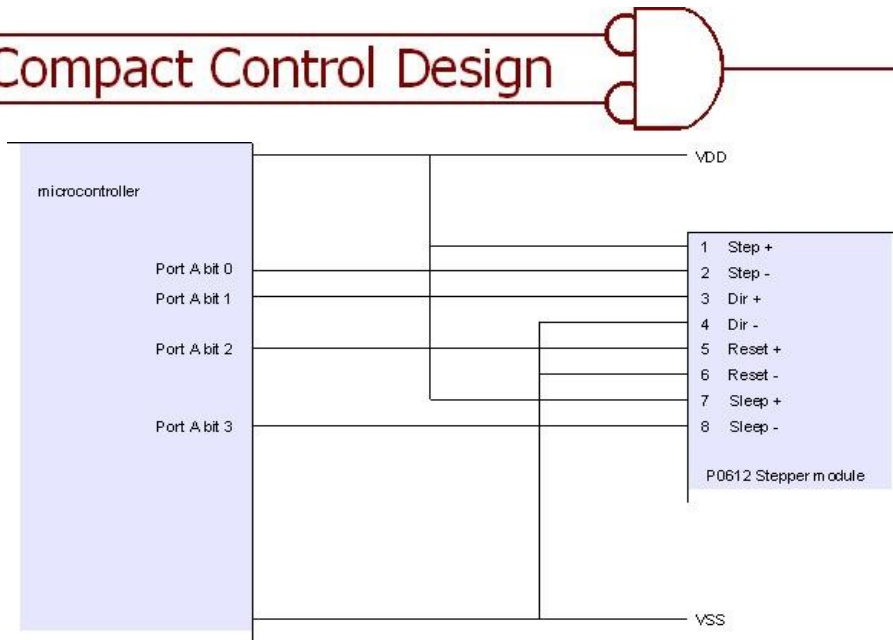 Compact Control Design
VDD
microcontroller
1 Step +
Port A bit 0
2 Step -
Port A bit 1
3 Dir +
4 Dir -
Port A bit 2
5 Reset +
6 Reset -
7 Sleep +
Port A bit 3
8 Sleep -
P0612 Stepper module
VSS